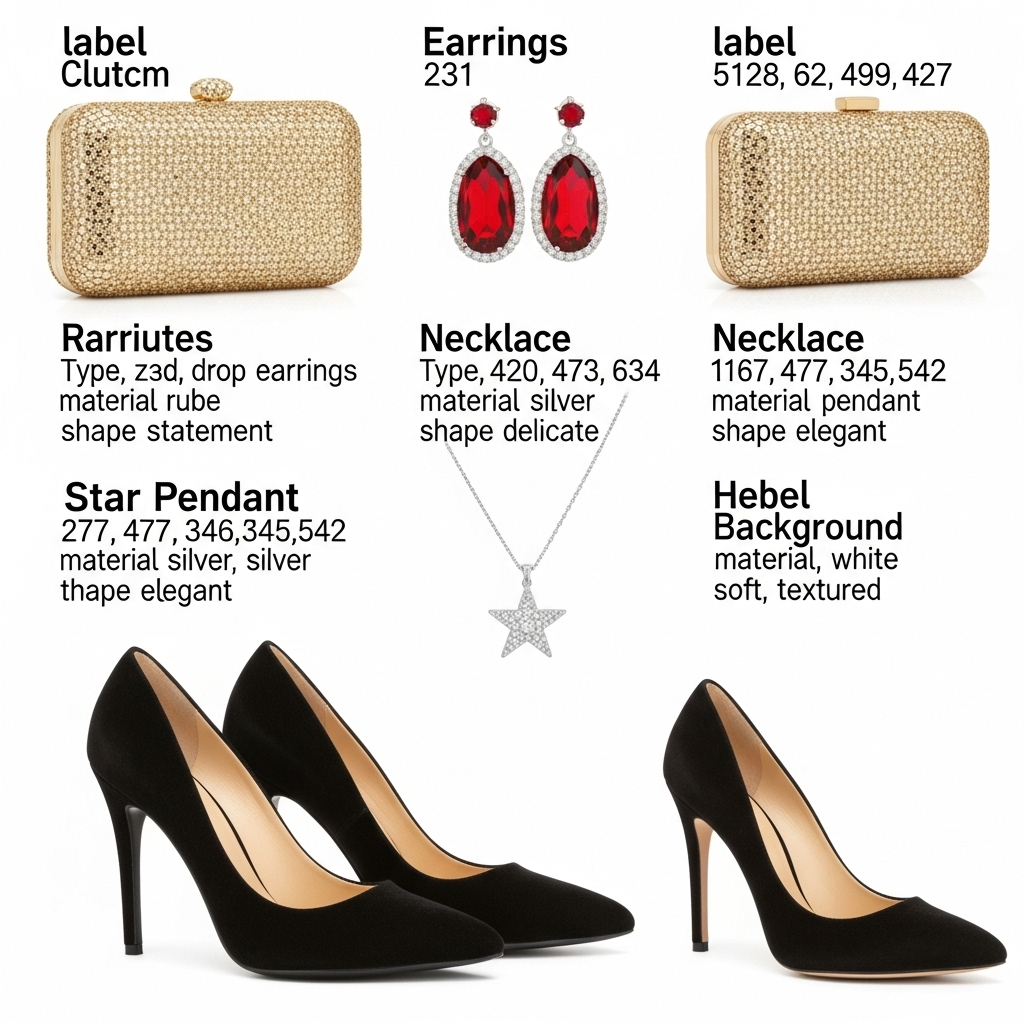 label
Clutcm
Earrings
231
label
5128, 62, 499, 427
Rarriutes
Type, z3d, drop earrings
material rube
shape statement
Necklace
Type, 420, 473, 634
material silver
shape delicate
Necklace
1167, 477, 345,542
material pendant
shape elegant
Star Pendant
277, 477, 346,345,542
material silver, silver
thape elegant
Hebel
Background
material, white
soft, textured